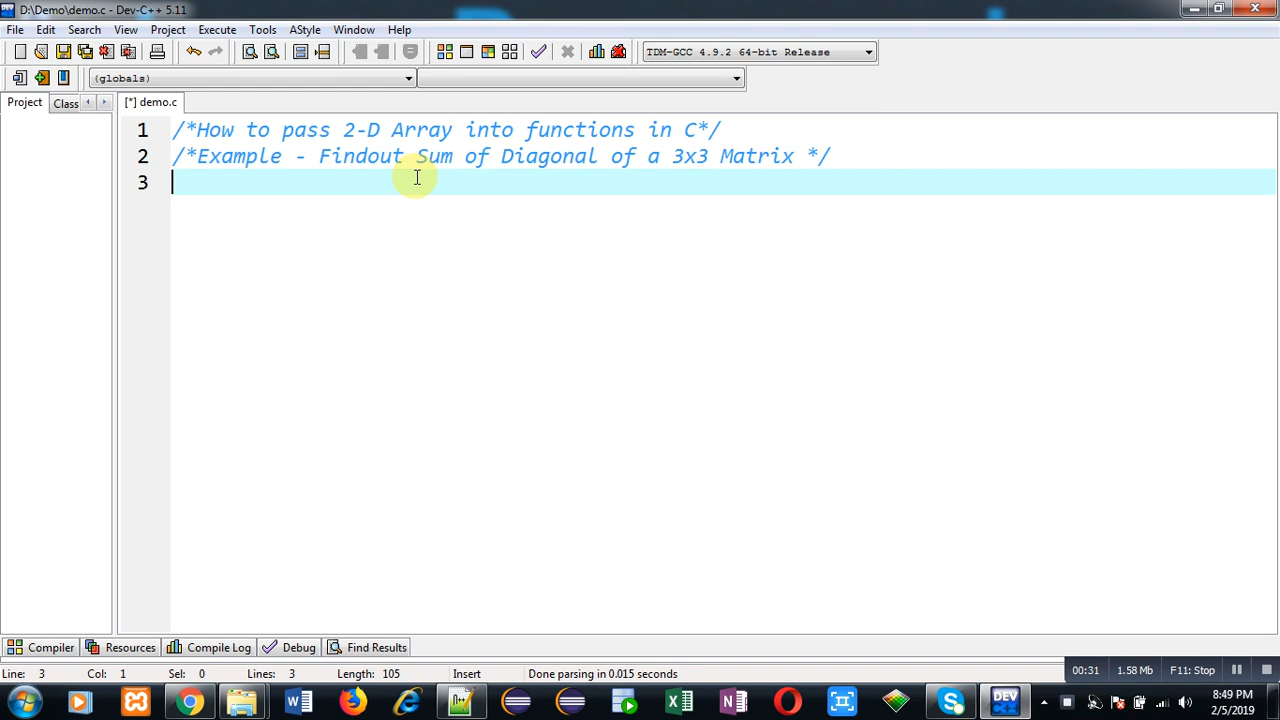 D:\Demo\demo.c - Dev-C++ 5.11
File Edit Search View Project Execute Tools AStyle Window Help
TDM-GCC 4.9.2 64-bit Release
(globals)
Project Class [*] demo.c
1 /*How to pass 2-D Array into functions in C*/
2 /*Example - Findout Sum of Diagonal of a 3x3 Matrix */
3
Compiler Resources Compile Log Debug Find Results
Line: 3 Col: 1 Sel: 0 Lines: 3 Length: 105 Insert Done parsing in 0.015 seconds
00:31 1.58 Mb F11: Stop
DEV
8:49 PM
2/5/2019